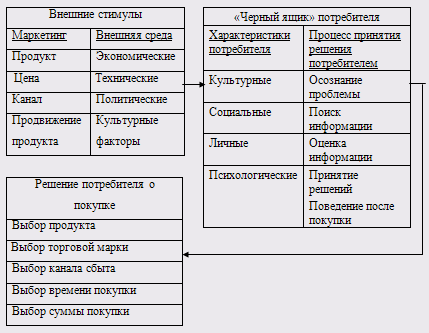 Внешние стимулы
Маркетинг Внешняя среда
Продукт Экономические
Цена Технические
Канал Политические
Продвижение Культурные
продукта факторы
«Черный ящик» потребителя
Характеристики Процесс принятия
потребителя решения
потребителем
Культурные Осознание
проблемы
Социальные Поиск
информации
Личные Оценка
информации
Психологические Принятие
решений
Поведение после
покупки
Решение потребителя о
покупке
Выбор продукта
Выбор торговой марки
Выбор канала сбыта
Выбор времени покупки
Выбор суммы покупки